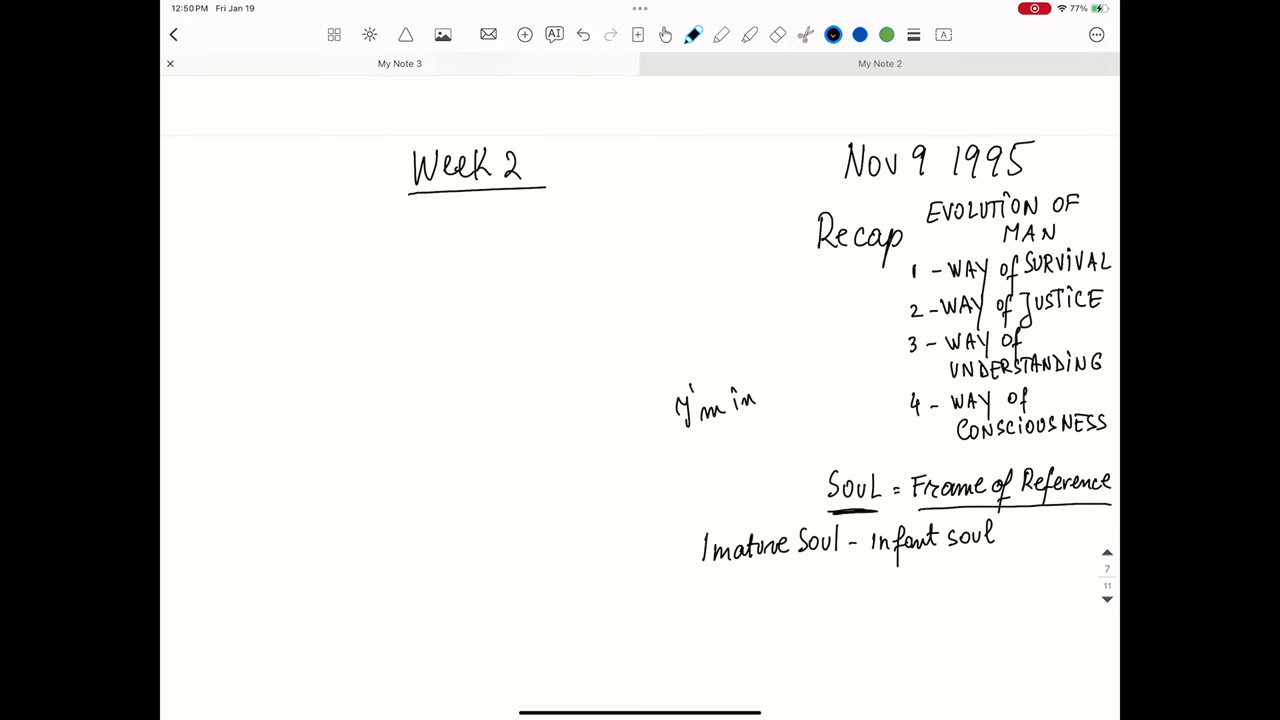 12:50 PM Fri Jan 19
77%
AI
A
My Note 3
My Note 2
Week 2
Nov 9 1995
Recap
EVOLUTION OF
MAN
1 - WAY of SURVIVAL
2 - WAY of JUSTICE
3 - WAY of
UNDERSTANDING
4 - WAY of
CONSCIOUSNESS
SOUL = Frame of Reference
Imature Soul - infant soul
7
11